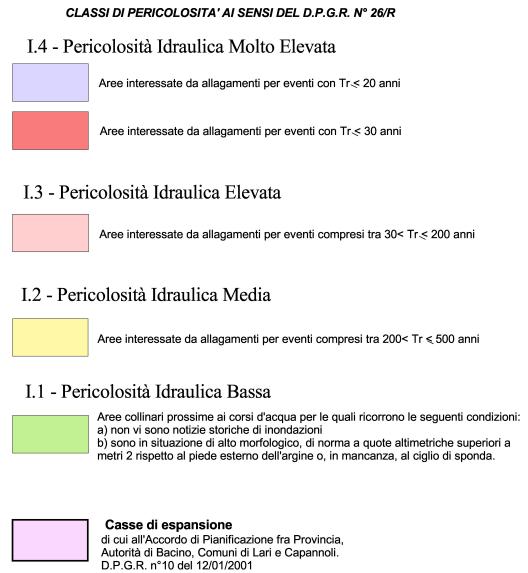 CLASSI DI PERICOLOSITA' AI SENSI DEL D.P.G.R. N° 26/R
I.4 - Pericolosità Idraulica Molto Elevata
Aree interessate da allagamenti per eventi con Tr ≤ 20 anni
Aree interessate da allagamenti per eventi con Tr ≤ 30 anni
I.3 - Pericolosità Idraulica Elevata
Aree interessate da allagamenti per eventi compresi tra 30< Tr ≤ 200 anni
I.2 - Pericolosità Idraulica Media
Aree interessate da allagamenti per eventi compresi tra 200< Tr ≤ 500 anni
I.1 - Pericolosità Idraulica Bassa
Aree collinari prossime ai corsi d'acqua per le quali ricorrono le seguenti condizioni:
a) non vi sono notizie storiche di inondazioni
b) sono in situazione di alto morfologico, di norma a quote altimetriche superiori a
metri 2 rispetto al piede esterno dell'argine o, in mancanza, al ciglio di sponda.
Casse di espansione
di cui all'Accordo di Pianificazione fra Provincia,
Autorità di Bacino, Comuni di Lari e Capannoli.
D.P.G.R. n°10 del 12/01/2001